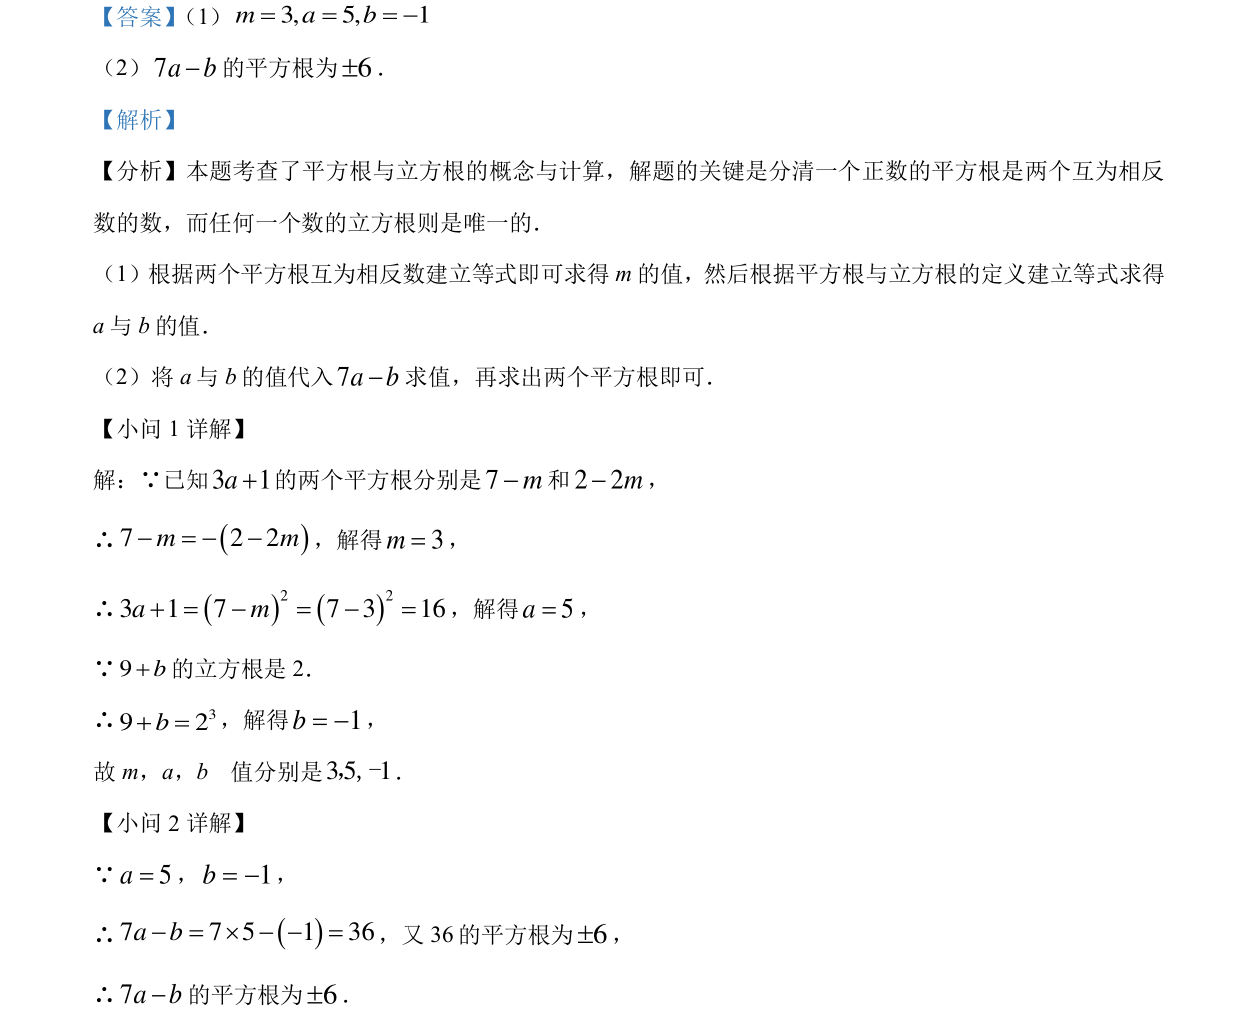 【答案】（1）m = 3, a = 5, b = −1
（2）7a − b 的平方根为 ±6．
【解析】
【分析】本题考查了平方根与立方根的概念与计算，解题的关键是分清一个正数的平方根是两个互为相反
数的数，而任何一个数的立方根则是唯一的．
（1）根据两个平方根互为相反数建立等式即可求得 m 的值，然后根据平方根与立方根的定义建立等式求得
a 与 b 的值．
（2）将 a 与 b 的值代入 7a − b 求值，再求出两个平方根即可．
【小问 1 详解】
解：∵已知 3a +1 的两个平方根分别是 7 − m 和 2 − 2m，
∴ 7 − m = −(2 − 2m)，解得 m = 3，
∴ 3a +1 = (7 − m)² = (7 − 3)² = 16，解得 a = 5，
∵ 9 + b 的立方根是 2．
∴ 9 + b = 2³，解得 b = −1，
故 m，a，b 值分别是 3,5, −1．
【小问 2 详解】
∵ a = 5，b = −1，
∴ 7a − b = 7×5 − (−1) = 36，又 36 的平方根为 ±6，
∴ 7a − b 的平方根为 ±6．